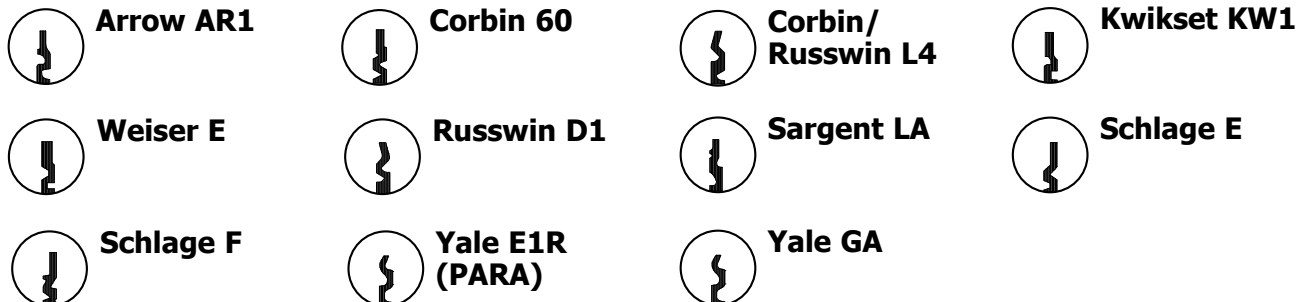 Arrow AR1
Corbin 60
Corbin/
Russwin L4
Kwikset KW1
Weiser E
Russwin D1
Sargent LA
Schlage E
Schlage F
Yale E1R
(PARA)
Yale GA